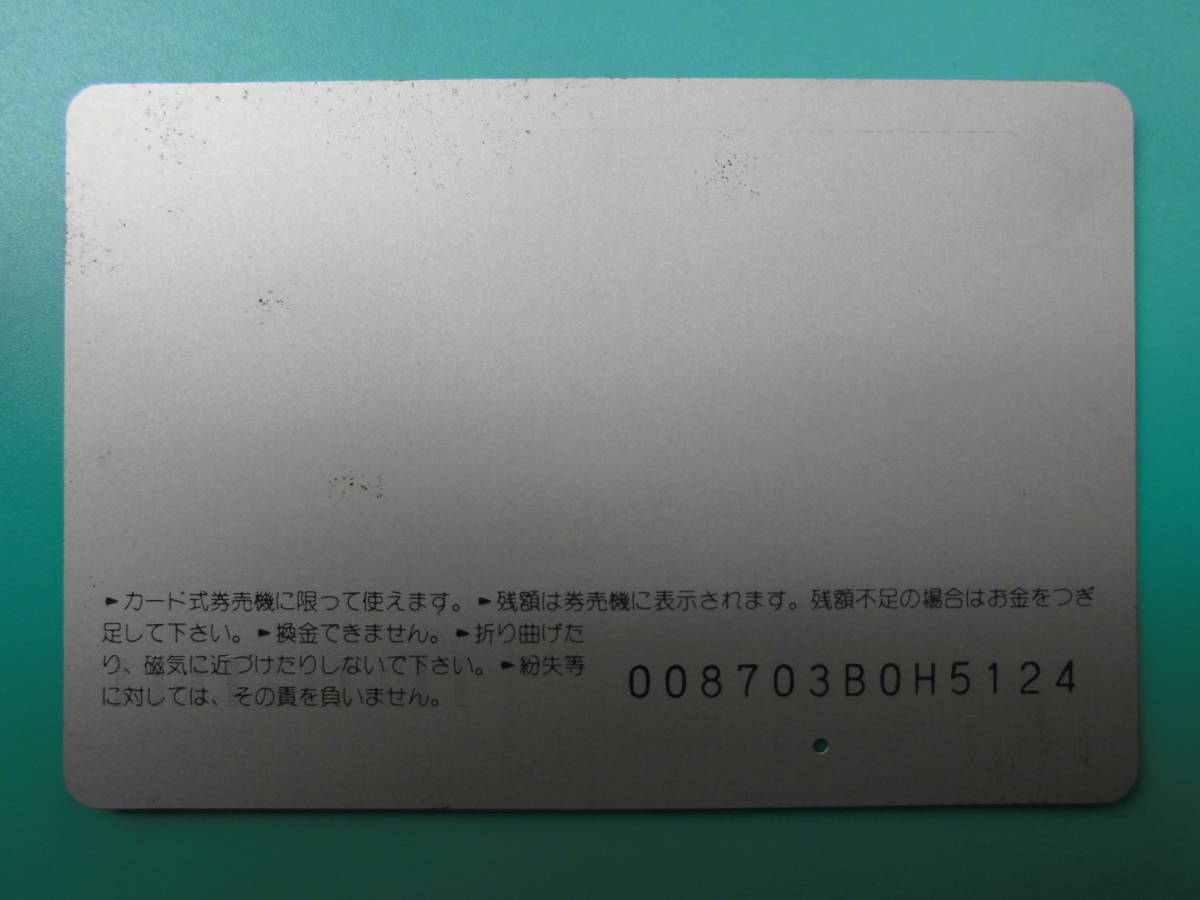 ►カード式券売機に限って使えます。►残額は券売機に表示されます。残額不足の場合はお金をつぎ
足して下さい。►換金できません。►折り曲げた
り、磁気に近づけたりしないで下さい。►紛失等
に対しては、その責を負いません。
008703B0H5124